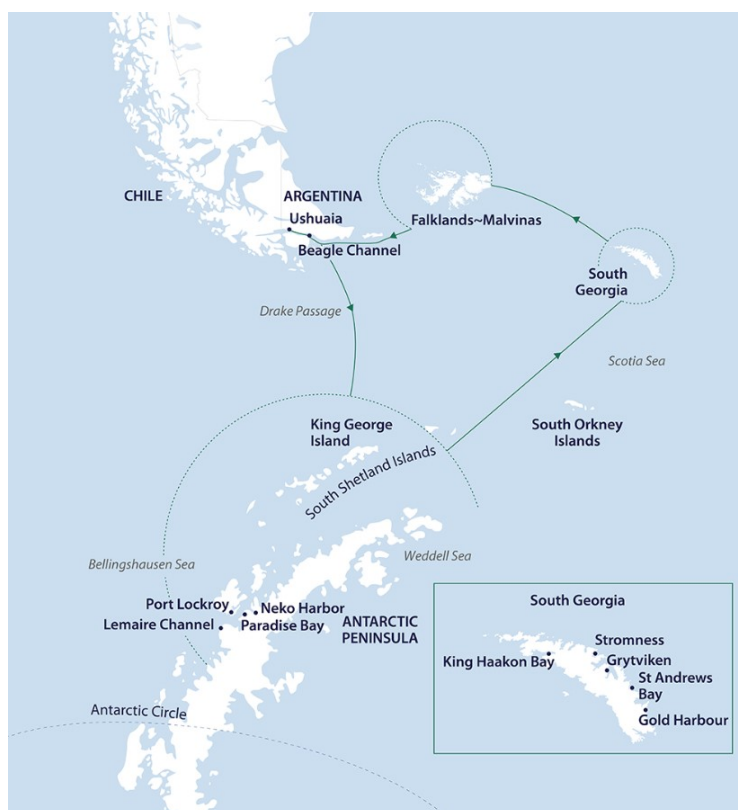 CHILE
ARGENTINA
Ushuaia
Beagle Channel
Falklands~Malvinas
South
Georgia
Drake Passage
Scotia Sea
King George
Island
South Orkney
Islands
South Shetland Islands
Bellingshausen Sea
Weddell Sea
Port Lockroy
Neko Harbor
Lemaire Channel
Paradise Bay
ANTARCTIC
PENINSULA
Antarctic Circle
South Georgia
Stromness
King Haakon Bay
Grytviken
St Andrews
Bay
Gold Harbour